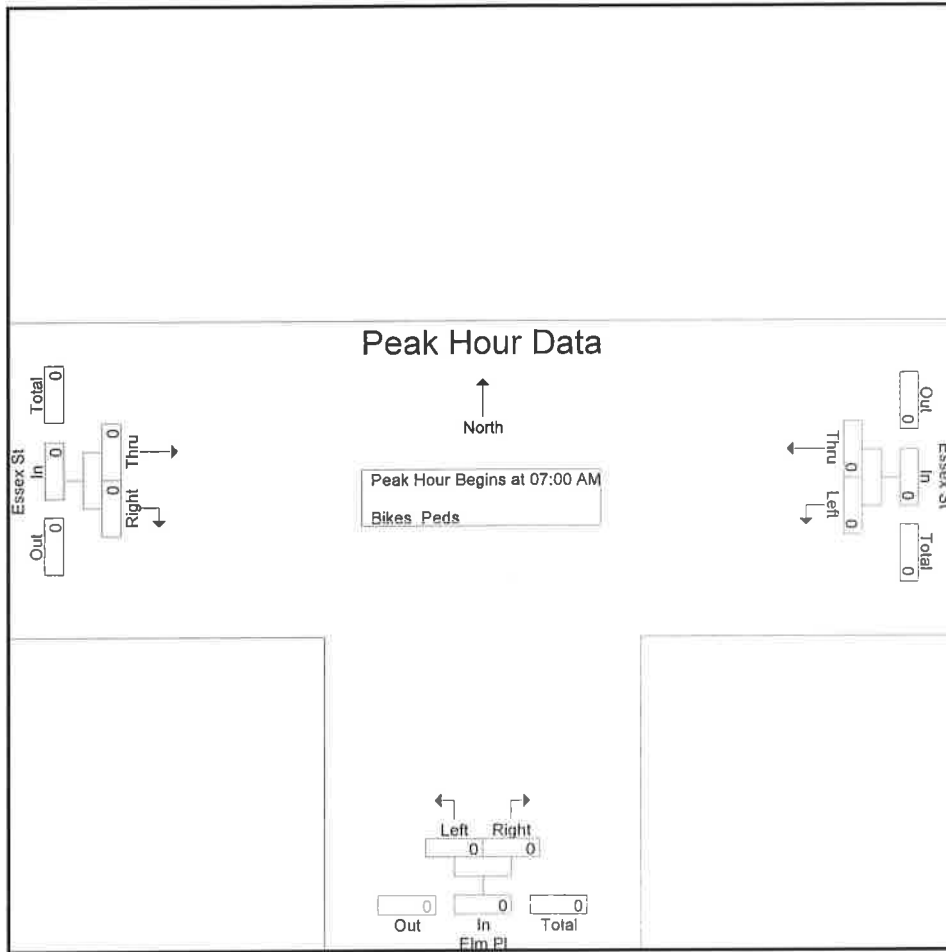 Peak Hour Data
North
Peak Hour Begins at 07:00 AM
Bikes Peds
Essex St
Out
In
Total
0
0
0
Right
Thru
0
0
Essex St
Out
In
Total
0
0
0
Thru
Left
0
0
Left Right
0 0
0 0 0
Out In Total
Elm Pl